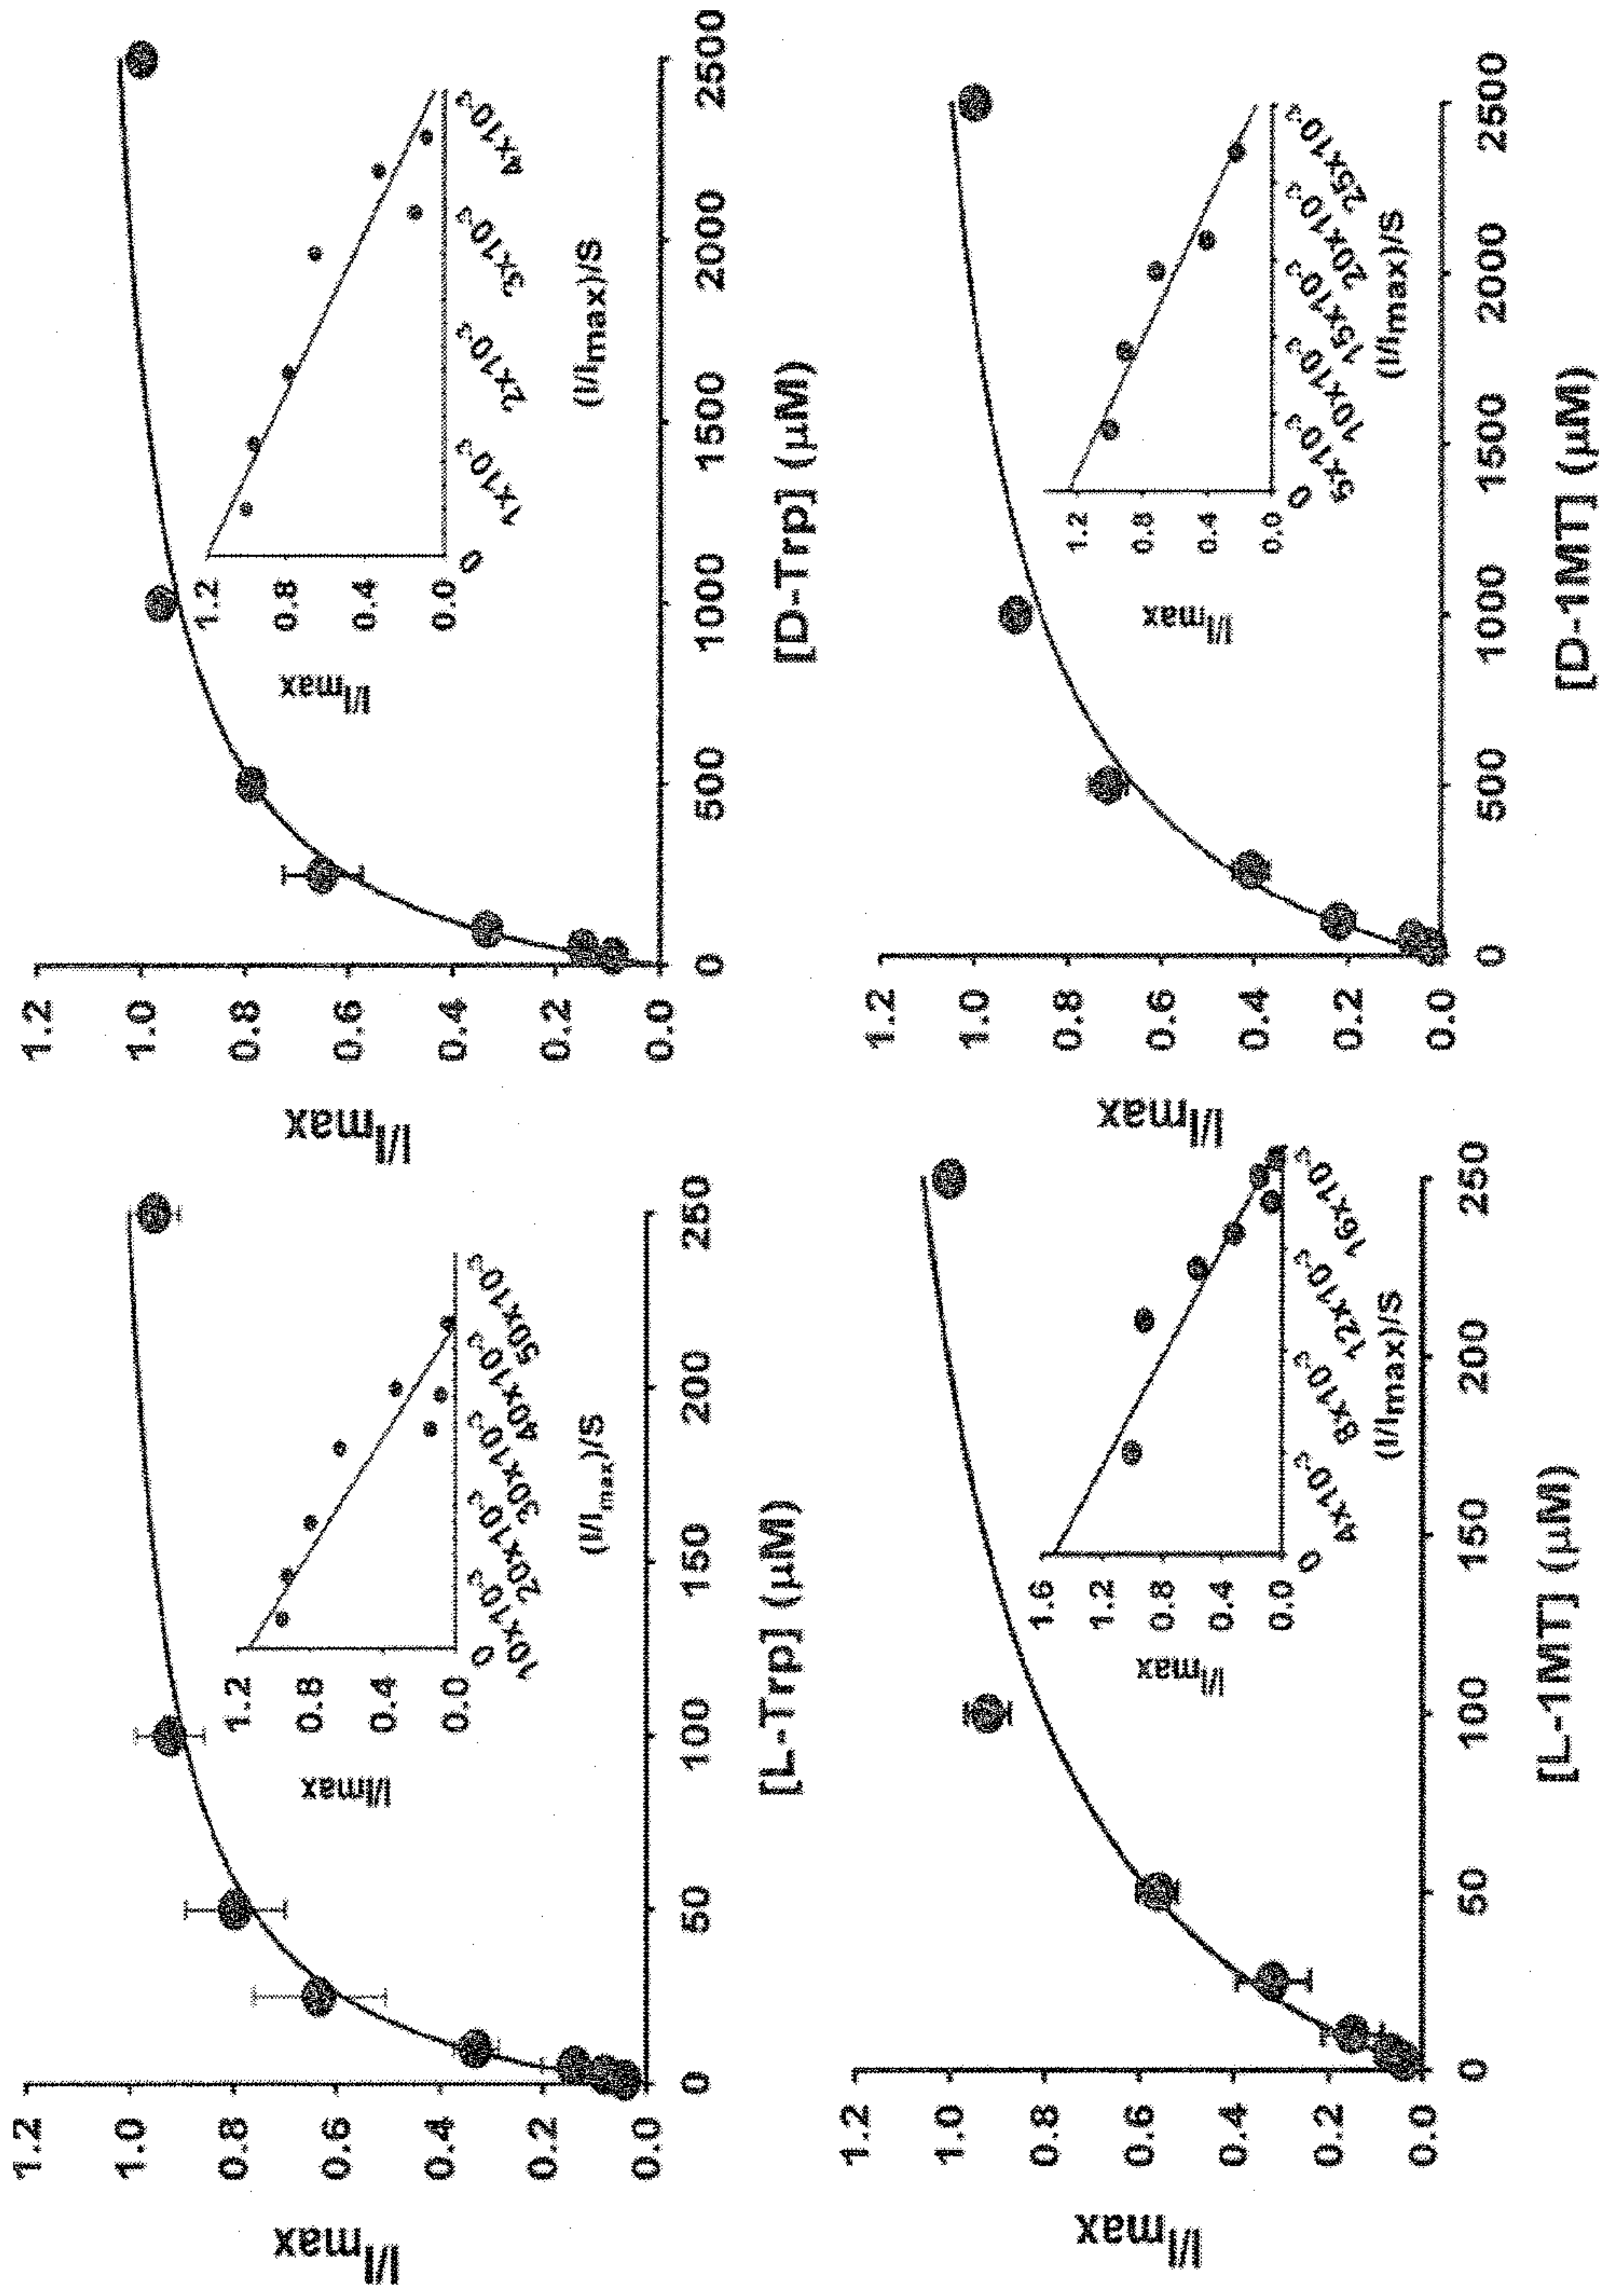 I/Imax
1.2
1.0
0.8
0.6
0.4
0.2
0.0
0
50
100
150
200
250
[L-Trp] (µM)
I/Imax
1.2
0.8
0.4
0.0
0
10x10⁻³
20x10⁻³
30x10⁻³
40x10⁻³
50x10⁻³
(I/Imax)/S
I/Imax
1.2
1.0
0.8
0.6
0.4
0.2
0.0
0
500
1000
1500
2000
2500
[D-Trp] (µM)
I/Imax
1.2
0.8
0.4
0.0
0
1x10⁻³
2x10⁻³
3x10⁻³
4x10⁻³
(I/Imax)/S
I/Imax
1.2
1.0
0.8
0.6
0.4
0.2
0.0
0
50
100
150
200
250
[L-1MT] (µM)
I/Imax
1.6
1.2
0.8
0.4
0.0
0
4x10⁻³
8x10⁻³
12x10⁻³
16x10⁻³
(I/Imax)/S
I/Imax
1.2
1.0
0.8
0.6
0.4
0.2
0.0
0
500
1000
1500
2000
2500
[D-1MT] (µM)
I/Imax
1.2
0.8
0.4
0.0
0
5x10⁻³
10x10⁻³
15x10⁻³
20x10⁻³
25x10⁻³
(I/Imax)/S